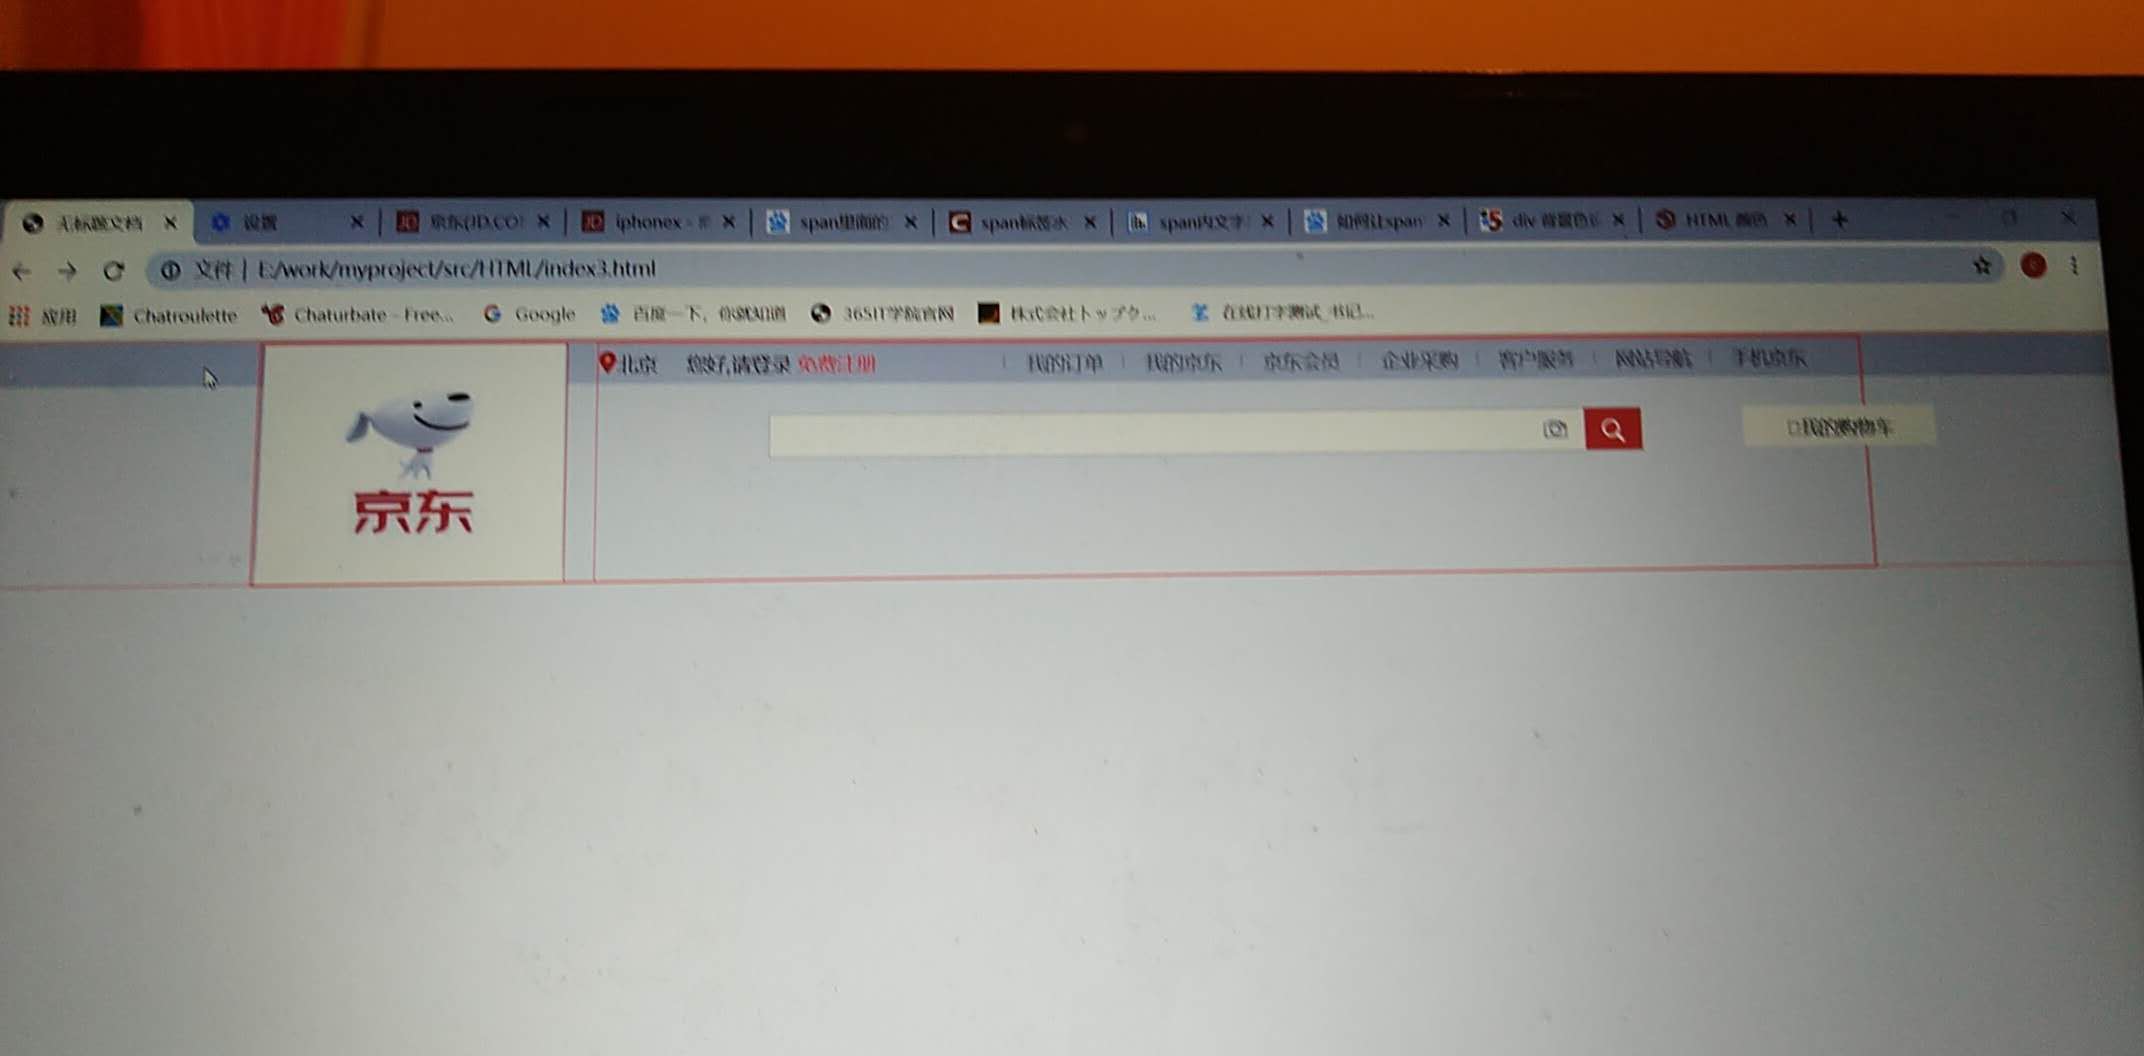 无标题文档 设置 京东(JD.CO iphonex - span里面的 span标签水 span内文字 如何让span div 背景色 HTML 颜色
文件 | E:/work/myproject/src/HTML/index3.html
应用 Chatroulette Chaturbate - Free... Google 百度一下，你就知道 365IT学院官网 株式会社トップク... 在线打字测试_书记...
北京 您好,请登录 免费注册 我的订单 我的京东 京东会员 企业采购 客户服务 网站导航 手机京东
我的购物车
京东